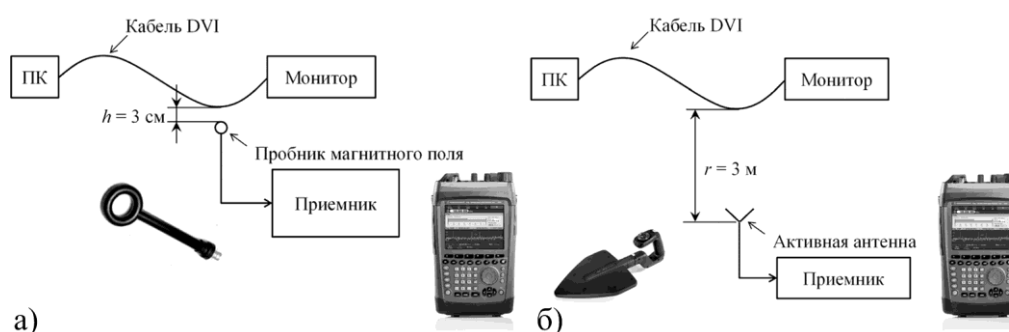 Кабель DVI
ПК
Монитор
h = 3 см
Пробник магнитного поля
Приемник
а)
Кабель DVI
ПК
Монитор
r = 3 м
Активная антенна
Приемник
б)